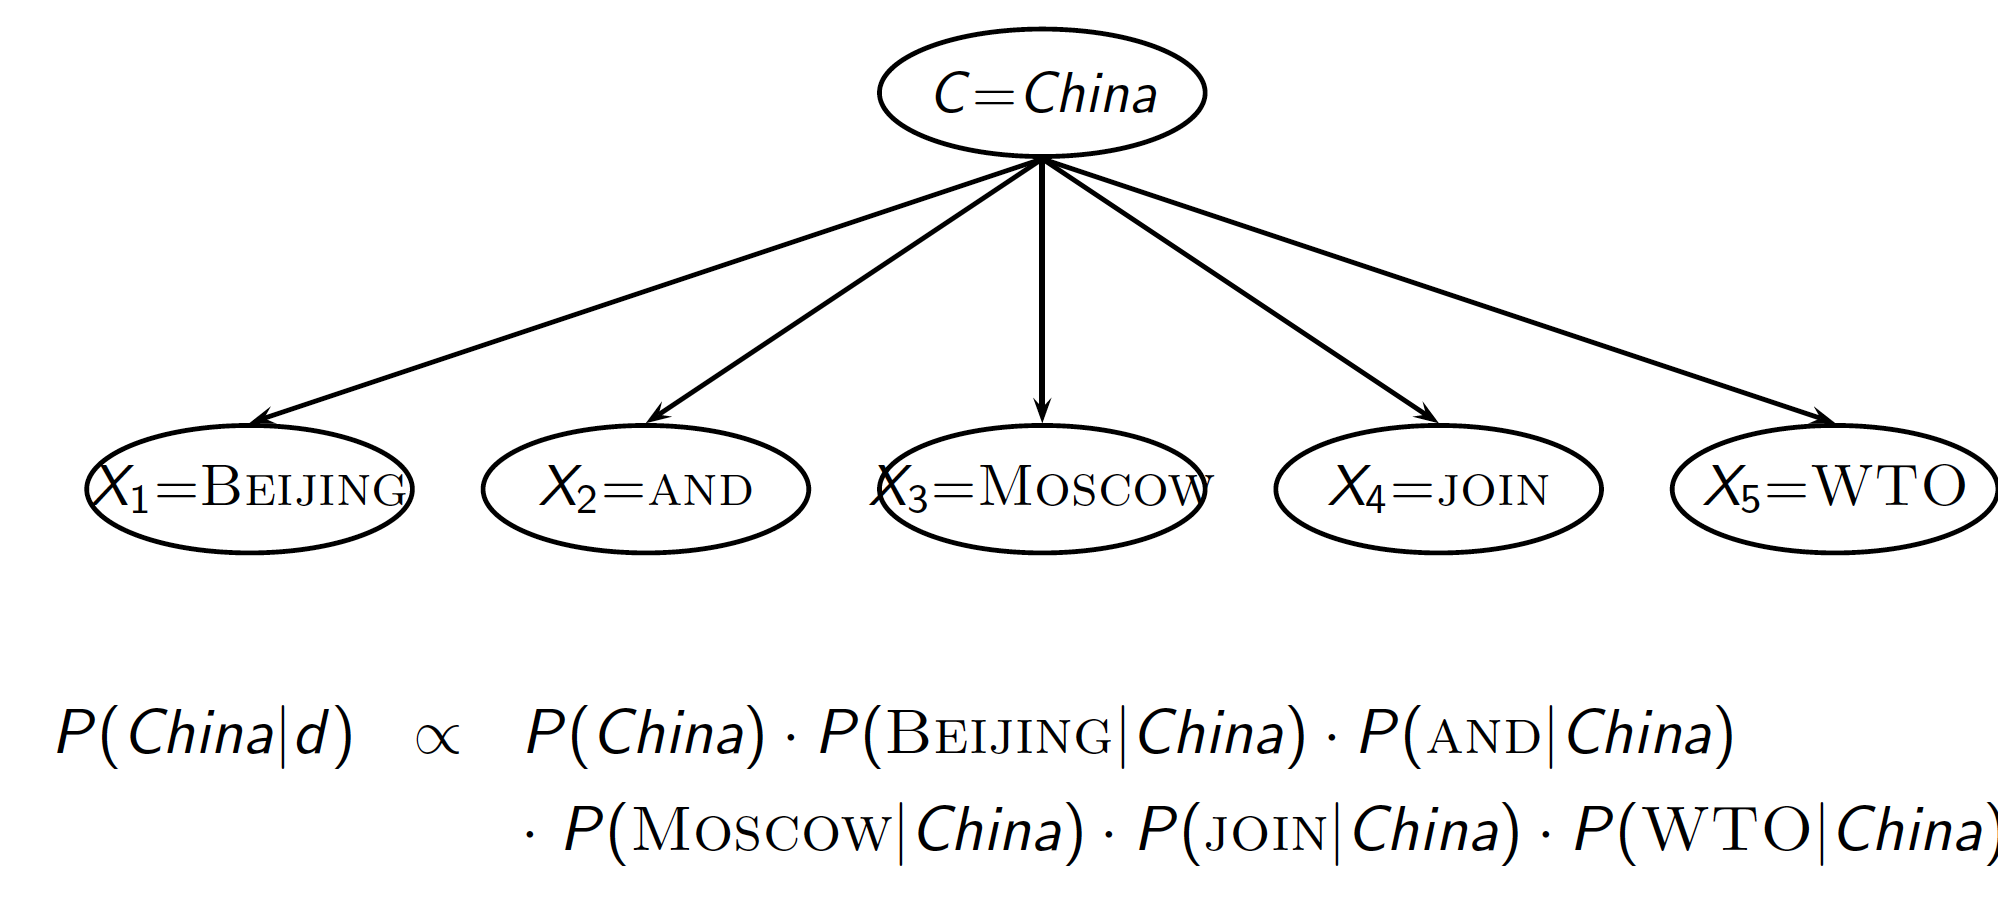 C=China
X₁=Beijing X₂=and X₃=Moscow X₄=join X₅=WTO
P(China|d) ∝ P(China) · P(Beijing|China) · P(and|China)
· P(Moscow|China) · P(join|China) · P(WTO|China)